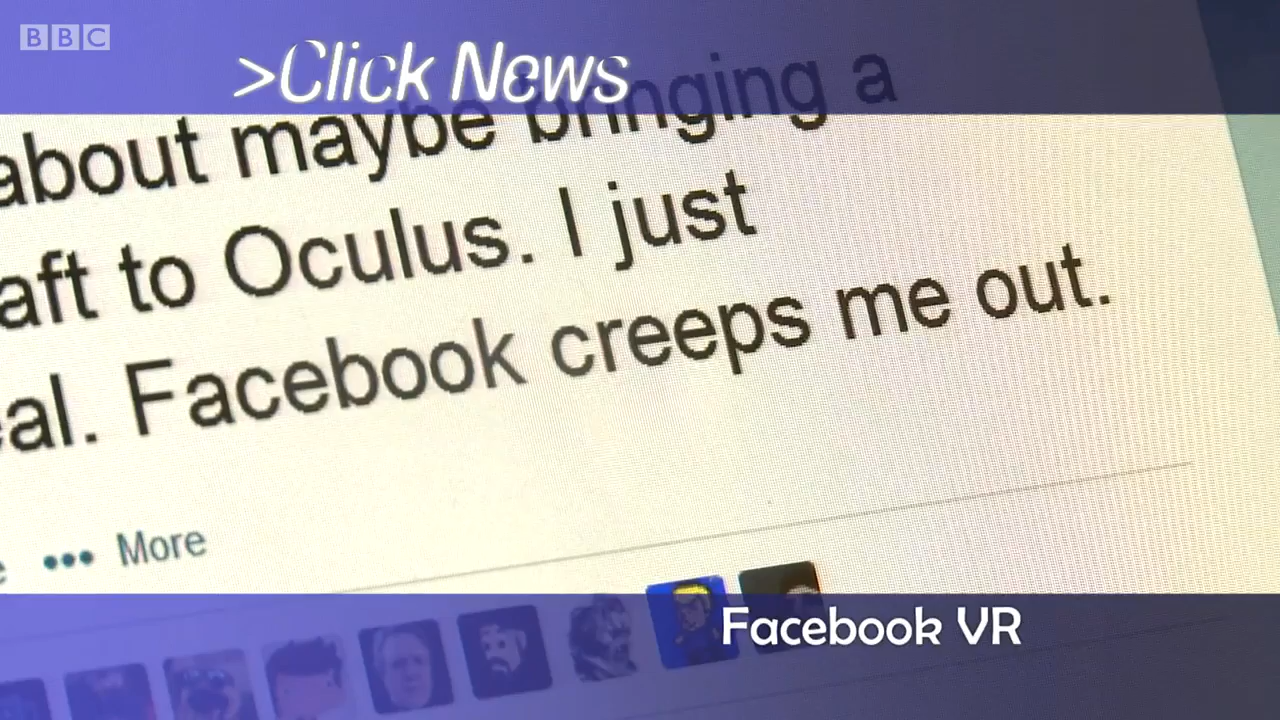 BBC
>Click News
about maybe bringing a
aft to Oculus. I just
eal. Facebook creeps me out.
••• More
Facebook VR